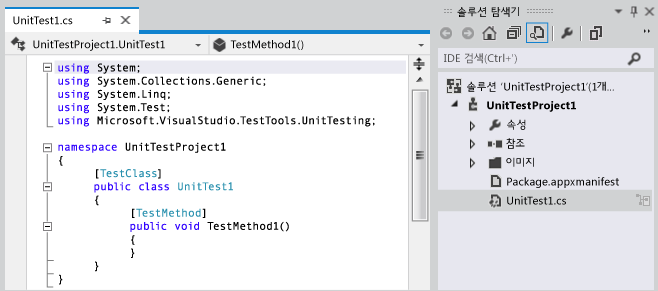 UnitTest1.cs
UnitTestProject1.UnitTest1
TestMethod1()
using System;
using System.Collections.Generic;
using System.Linq;
using System.Test;
using Microsoft.VisualStudio.TestTools.UnitTesting;
namespace UnitTestProject1
{
[TestClass]
public class UnitTest1
{
[TestMethod]
public void TestMethod1()
{
}
}
}
솔루션 탐색기
IDE 검색(Ctrl+')
솔루션 'UnitTestProject1'(1개...
UnitTestProject1
속성
참조
이미지
Package.appxmanifest
UnitTest1.cs